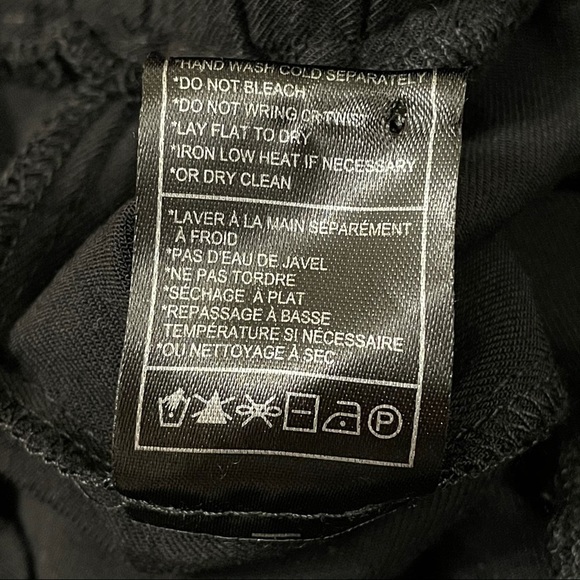 *HAND WASH COLD SEPARATELY
*DO NOT BLEACH
*DO NOT WRING OR TWIST
*LAY FLAT TO DRY
*IRON LOW HEAT IF NECESSARY
*OR DRY CLEAN
*LAVER À LA MAIN SÉPARÉMENT
À FROID
*PAS D'EAU DE JAVEL
*NE PAS TORDRE
*SÉCHAGE À PLAT
*REPASSAGE À BASSE
TEMPÉRATURE SI NÉCESSAIRE
*OU NETTOYAGE À SEC
P